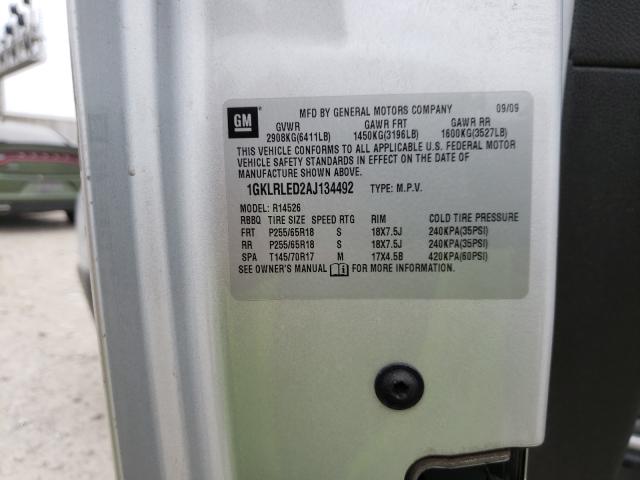 MFD BY GENERAL MOTORS COMPANY 09/09
GM
GVWR GAWR FRT GAWR RR
2908KG(6411LB) 1450KG(3196LB) 1600KG(3527LB)
THIS VEHICLE CONFORMS TO ALL APPLICABLE U.S. FEDERAL MOTOR
VEHICLE SAFETY STANDARDS IN EFFECT ON THE DATE OF
MANUFACTURE SHOWN ABOVE.
1GKLRLED2AJ134492 TYPE: M.P.V.
MODEL: R14526
RBBQ TIRE SIZE SPEED RTG RIM COLD TIRE PRESSURE
FRT P255/65R18 S 18X7.5J 240KPA(35PSI)
RR P255/65R18 S 18X7.5J 240KPA(35PSI)
SPA T145/70R17 M 17X4.5B 420KPA(60PSI)
SEE OWNER'S MANUAL FOR MORE INFORMATION.